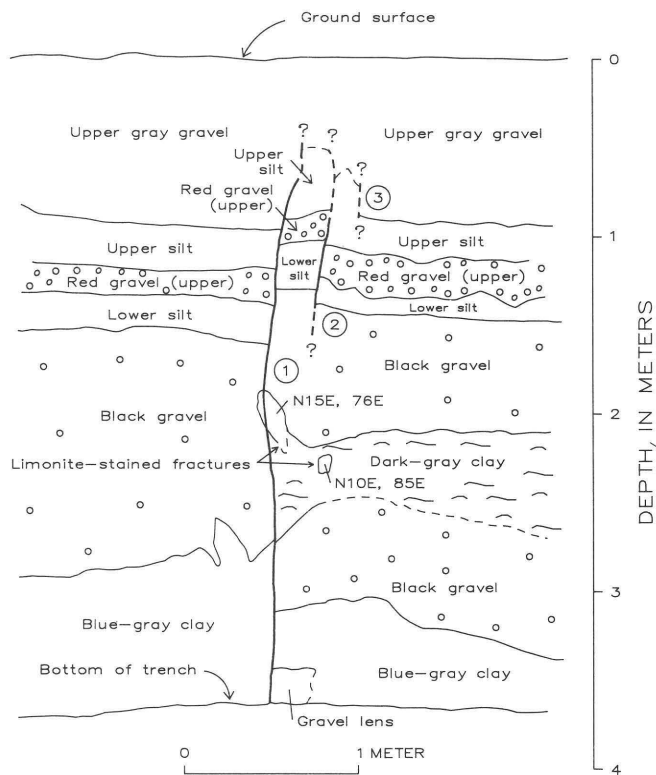 Ground surface
0
Upper gray gravel
?
?
Upper gray gravel
Upper
silt
?
3
Red gravel
(upper)
?
1
Upper silt
Lower
silt
Upper silt
Red gravel (upper)
Red gravel (upper)
Lower silt
2
Lower silt
?
1
Black gravel
N15E, 76E
2
Black gravel
Limonite-stained fractures
Dark-gray clay
N10E, 85E
DEPTH, IN METERS
Black gravel
3
Blue-gray clay
Bottom of trench
Blue-gray clay
Gravel lens
0
1 METER
4